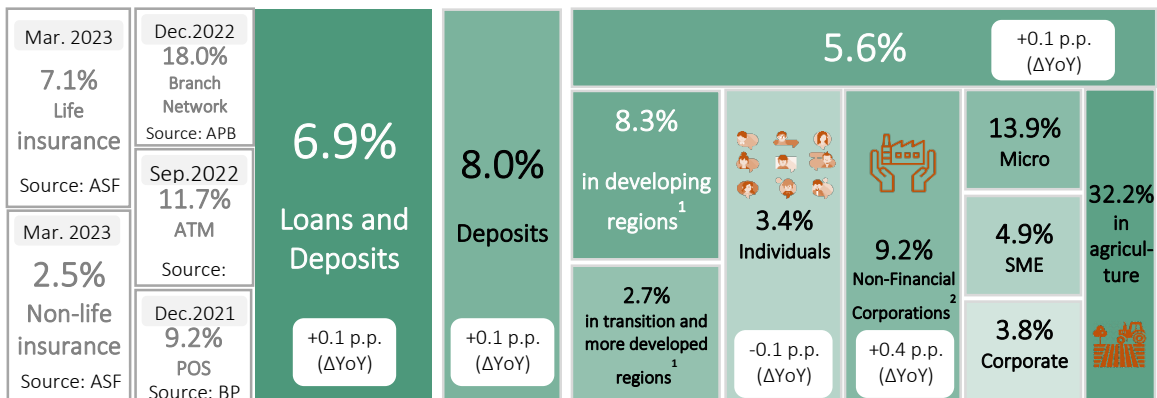 Mar. 2023
7.1%
Life
insurance
Source: ASF
Mar. 2023
2.5%
Non-life
insurance
Source: ASF
Dec.2022
18.0%
Branch
Network
Source: APB
Sep.2022
11.7%
ATM
Source:
Dec.2021
9.2%
POS
Source: BP
6.9%
Loans and
Deposits
+0.1 p.p.
(ΔYoY)
8.0%
Deposits
+0.1 p.p.
(ΔYoY)
5.6%
+0.1 p.p.
(ΔYoY)
8.3%
in developing
regions1
2.7%
in transition and
more developed
regions1
3.4%
Individuals
-0.1 p.p.
(ΔYoY)
9.2%
Non-Financial
Corporations2
+0.4 p.p.
(ΔYoY)
13.9%
Micro
4.9%
SME
3.8%
Corporate
32.2%
in
agricul-
ture